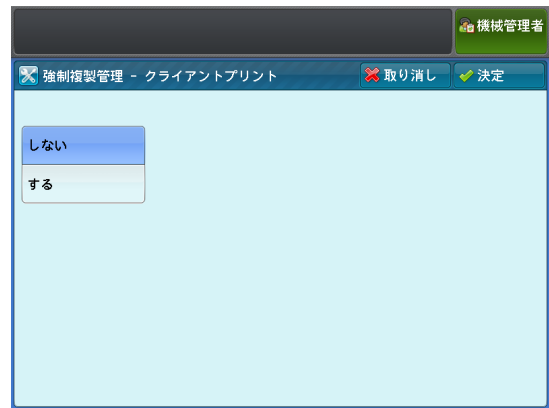 機械管理者
強制複製管理 - クライアントプリント
取り消し
決定
しない
する